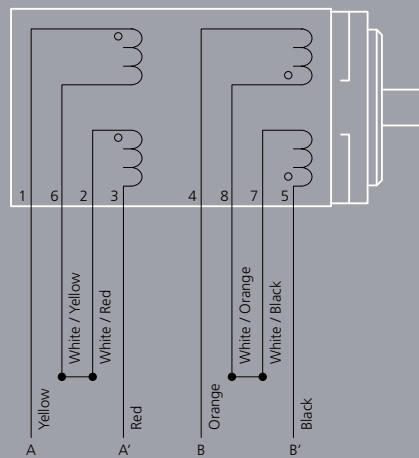 1 6 2 3 4 8 7 5
Yellow
White / Yellow
White / Red
Red
Orange
White / Orange
White / Black
Black
A A' B B'